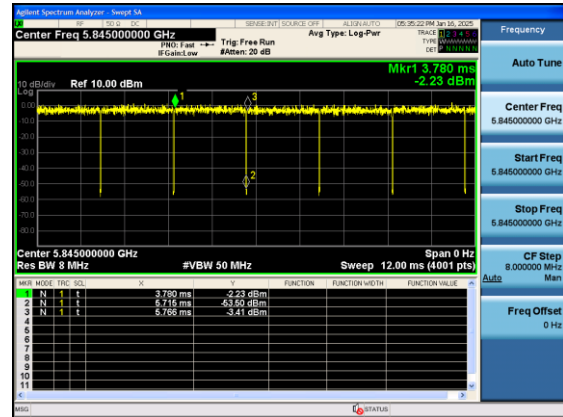 Agilent Spectrum Analyzer - Swept SA
RF 50 Ω DC SENSE:INT SOURCE OFF ALIGN AUTO 05:35:22 PM Jan 16, 2025
Center Freq 5.845000000 GHz
PNO: Fast
IFGain:Low
Trig: Free Run
#Atten: 20 dB
Avg Type: Log-Pwr
TRACE 1 2 3 4 5 6
TYPE
DET P N N N N N
Mkr1 3.780 ms
-2.23 dBm
10 dB/div Ref 10.00 dBm
Log
0.00
-10.0
-20.0
-30.0
-40.0
-50.0
-60.0
-70.0
-80.0
1
3
2
Center 5.845000000 GHz Span 0 Hz
Res BW 8 MHz #VBW 50 MHz Sweep 12.00 ms (4001 pts)
MKR MODE TRC SCL X Y FUNCTION FUNCTION WIDTH FUNCTION VALUE
1 N 1 t 3.780 ms -2.23 dBm
2 N 1 t 5.715 ms -53.50 dBm
3 N 1 t 5.766 ms -3.41 dBm
4
5
6
7
8
9
10
11
MSG STATUS
Frequency
Auto Tune
Center Freq
5.845000000 GHz
Start Freq
5.845000000 GHz
Stop Freq
5.845000000 GHz
CF Step
8.000000 MHz
Auto Man
Freq Offset
0 Hz